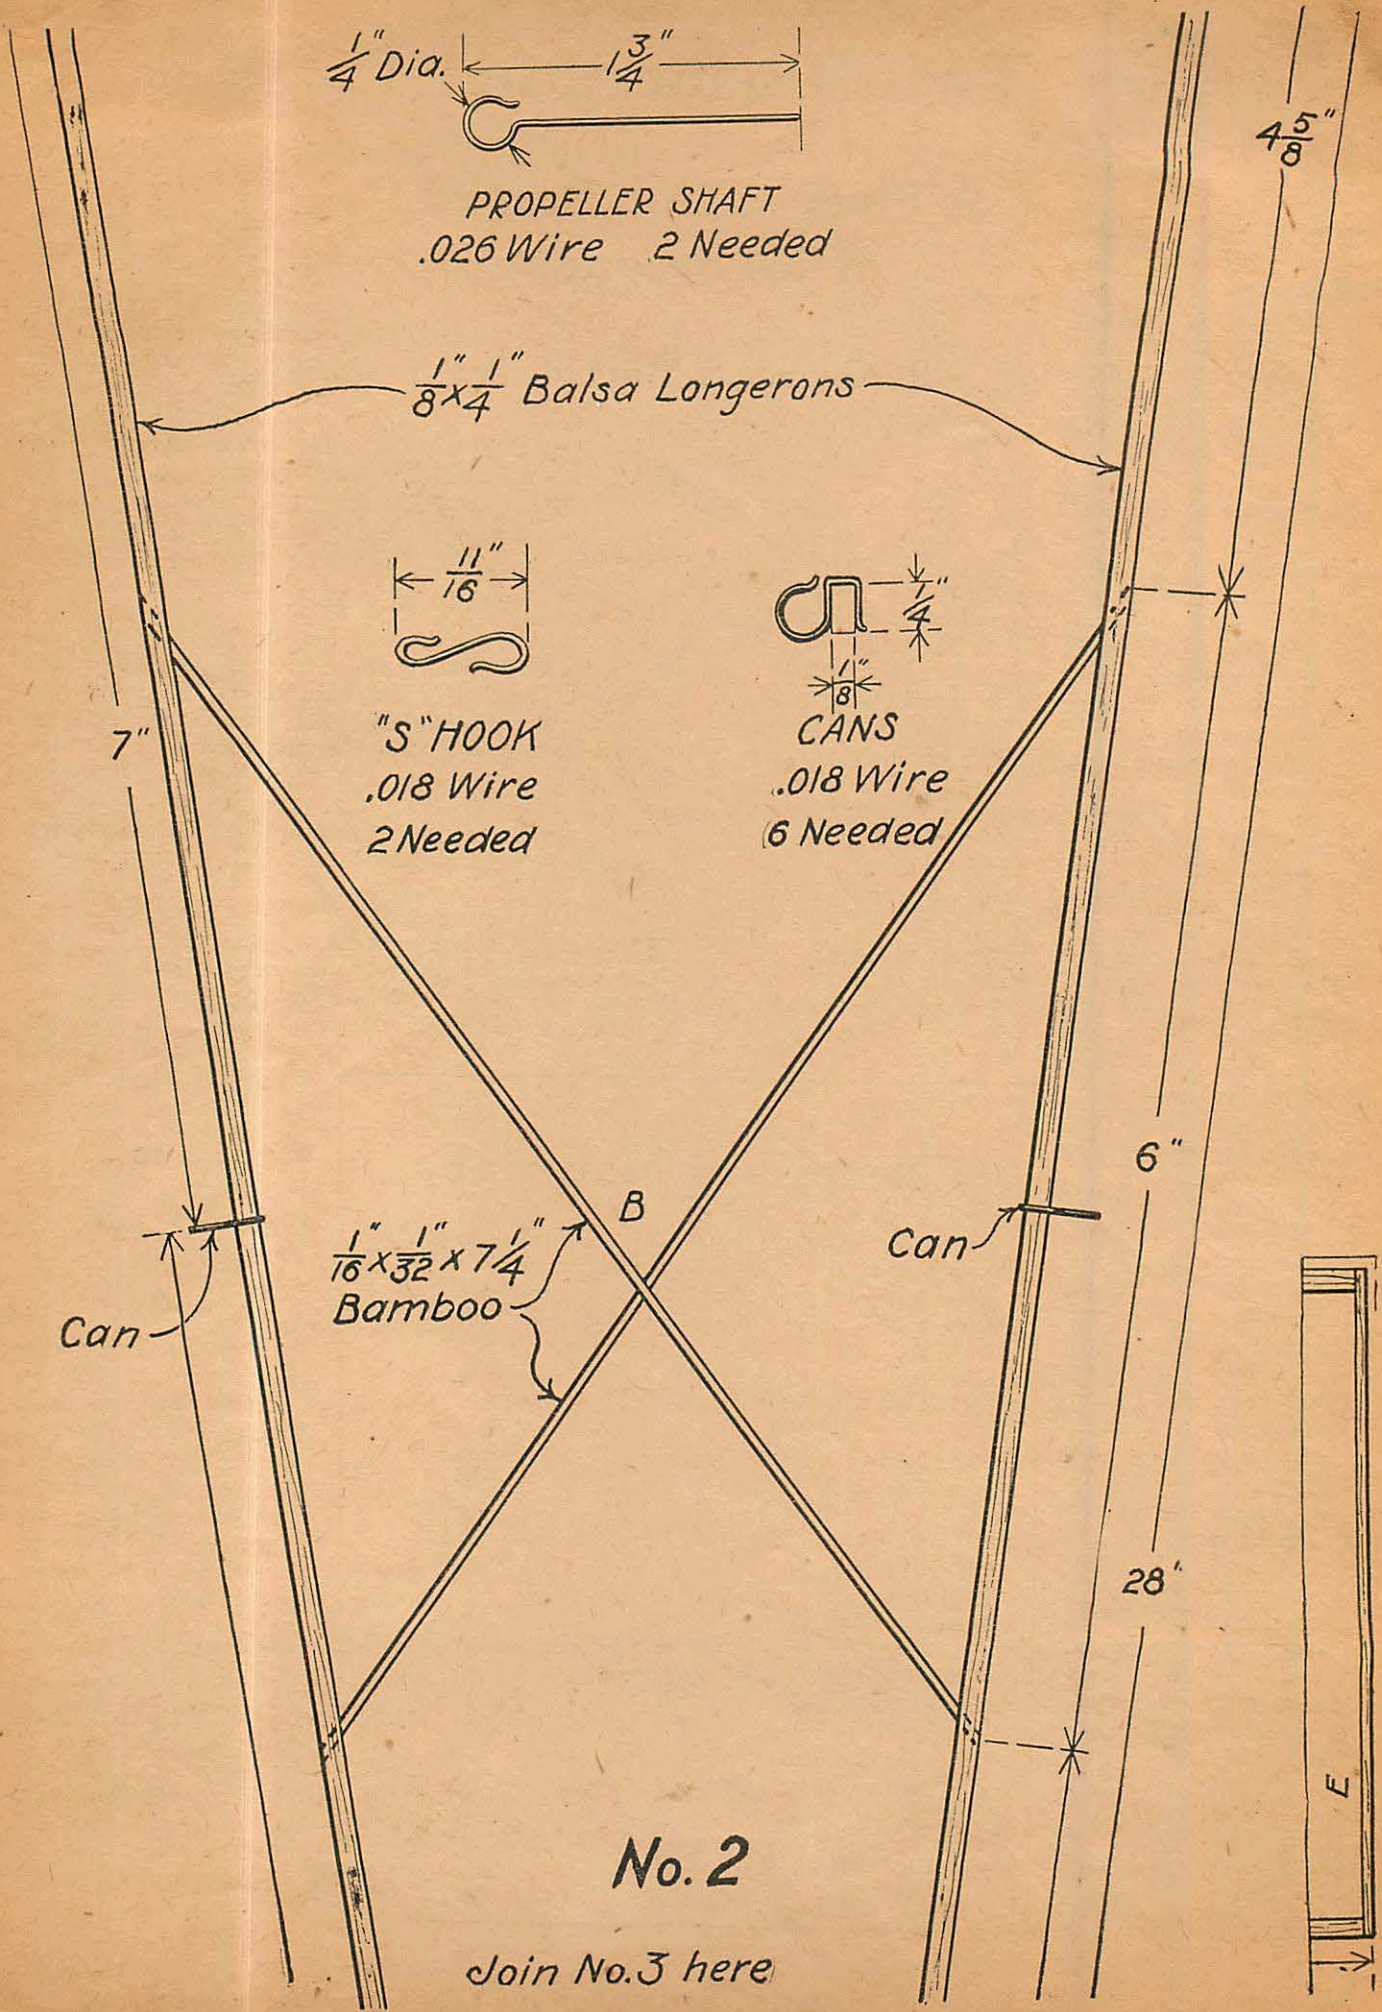 1/4" Dia.
1 3/4"
4 5/8"
PROPELLER SHAFT
.026 Wire 2 Needed
1/8" x 1/4" Balsa Longerons
11/16"
1/4"
1/8"
"S" HOOK
.018 Wire
2 Needed
CANS
.018 Wire
6 Needed
7"
6"
B
1/16" x 1/32" x 7 1/4"
Bamboo
Can
Can
28"
E
No. 2
Join No. 3 here